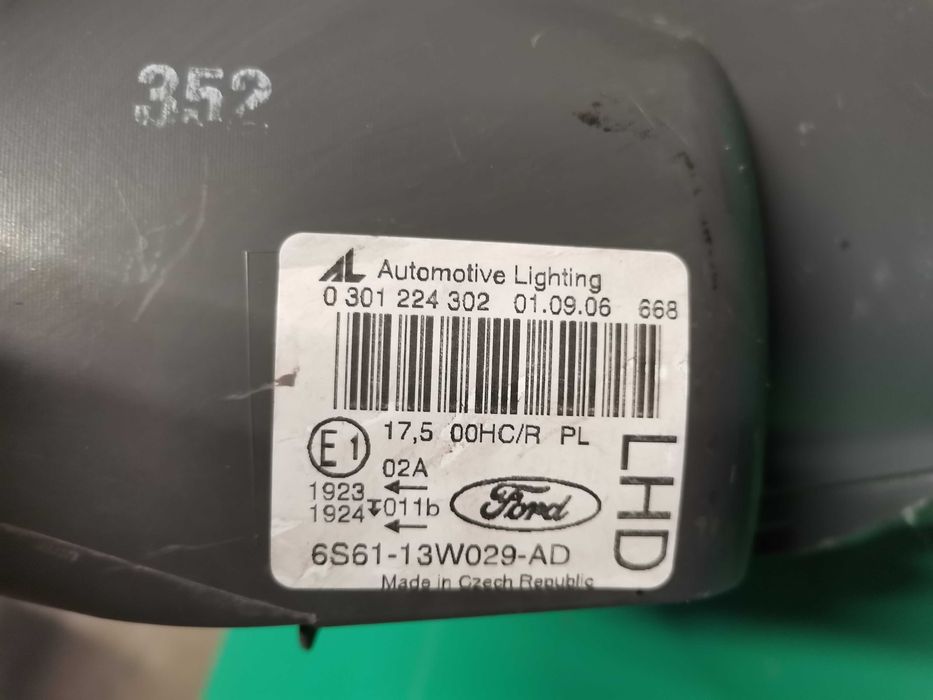 352
AL Automotive Lighting
0 301 224 302 01.09.06 668
E1 17,5 00HC/R PL
02A
1923
1924 011b
Ford
6S61-13W029-AD
Made in Czech Republic
LHD